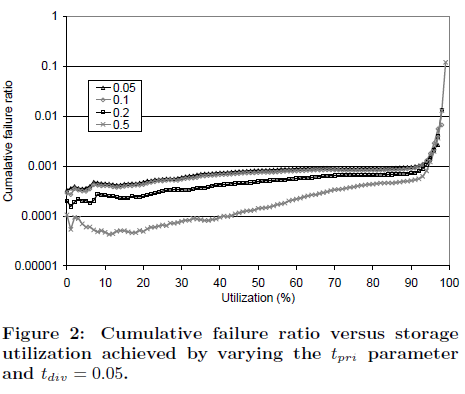 1
0.1
0.01
0.001
0.0001
0.00001
Cumulative failure ratio
0.05
0.1
0.2
0.5
0 10 20 30 40 50 60 70 80 90 100
Utilization (%)
Figure 2: Cumulative failure ratio versus storage
utilization achieved by varying the t_pri parameter
and t_div = 0.05.